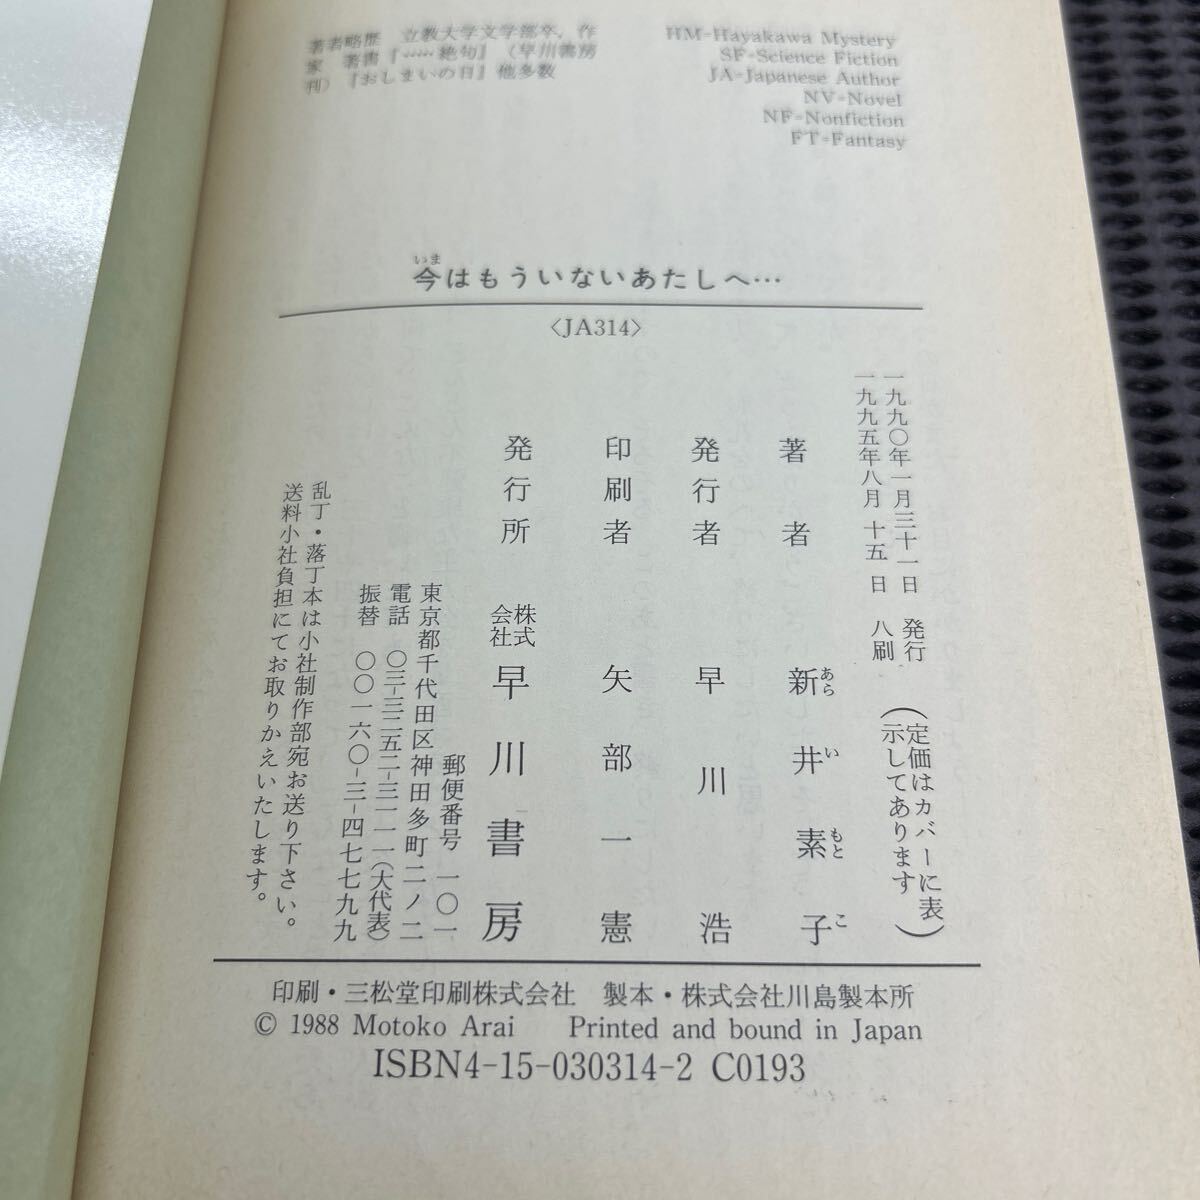 著者略歴　立教大学文学部卒，作
家　著書『……絶句』（早川書房
刊）『おしまいの日』他多数
HM=Hayakawa Mystery
SF=Science Fiction
JA=Japanese Author
NV=Novel
NF=Nonfiction
FT=Fantasy
いま
今はもういないあたしへ…
〈JA314〉
一九九〇年一月三十一日　発行
一九九五年八月十五日　八刷
（定価はカバーに表
示してあります）
著者　新井素子
あら　い　もと　こ
発行者　早川浩
印刷者　矢部一憲
発行所　株式会社　早川書房
郵便番号　一〇一
東京都千代田区神田多町二ノ二
電話　〇三-三二五二-三一一一（大代表）
振替　〇〇一六〇-三-四七七九九
乱丁・落丁本は小社制作部宛お送り下さい。
送料小社負担にてお取りかえいたします。
印刷・三松堂印刷株式会社　製本・株式会社川島製本所
© 1988 Motoko Arai　Printed and bound in Japan
ISBN4-15-030314-2 C0193